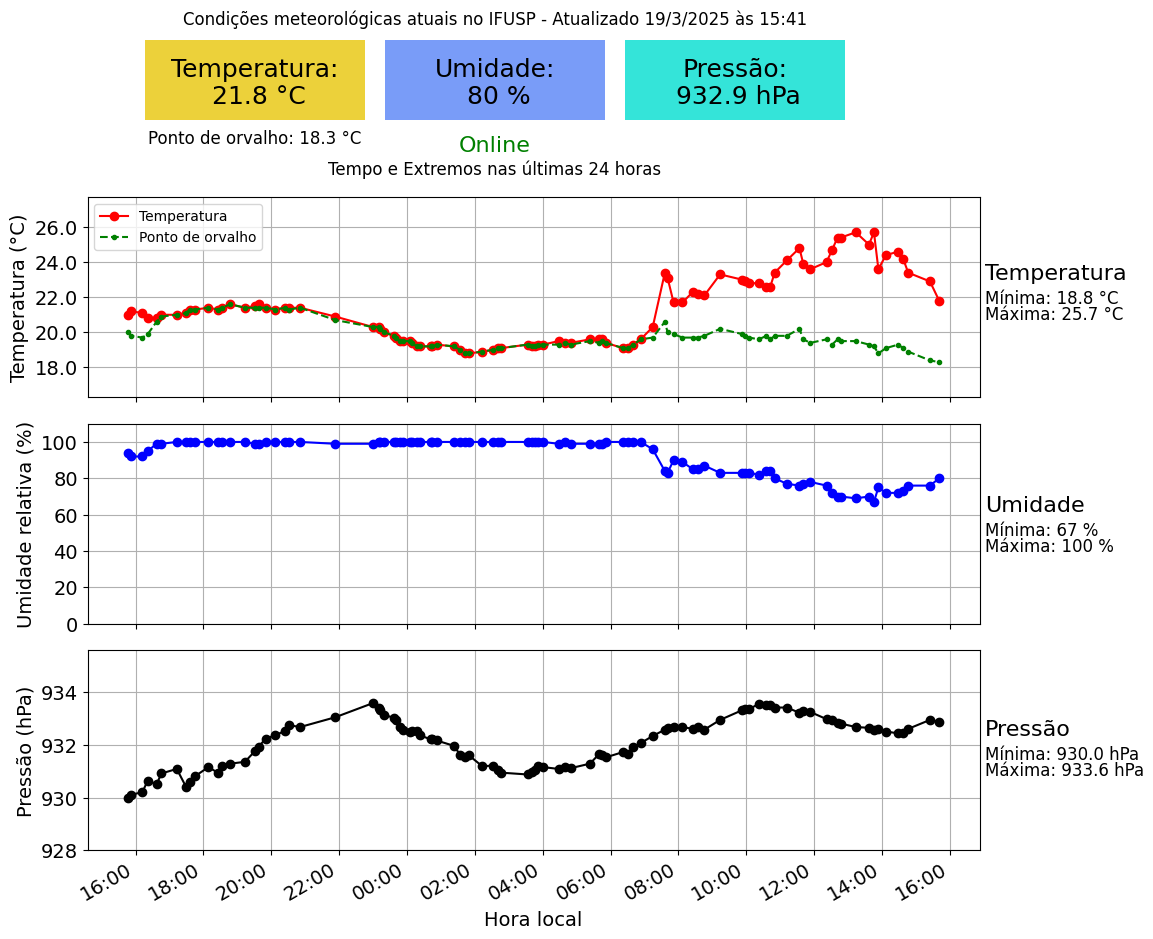 Condições meteorológicas atuais no IFUSP - Atualizado 19/3/2025 às 15:41
Temperatura:
21.8 °C
Umidade:
80 %
Pressão:
932.9 hPa
Ponto de orvalho: 18.3 °C
Online
Tempo e Extremos nas últimas 24 horas
Temperatura (°C)
26.0
24.0
22.0
20.0
18.0
Temperatura
Ponto de orvalho
Temperatura
Mínima: 18.8 °C
Máxima: 25.7 °C
Umidade relativa (%)
100
80
60
40
20
0
Umidade
Mínima: 67 %
Máxima: 100 %
Pressão (hPa)
934
932
930
928
Pressão
Mínima: 930.0 hPa
Máxima: 933.6 hPa
16:00 18:00 20:00 22:00 00:00 02:00 04:00 06:00 08:00 10:00 12:00 14:00 16:00
Hora local